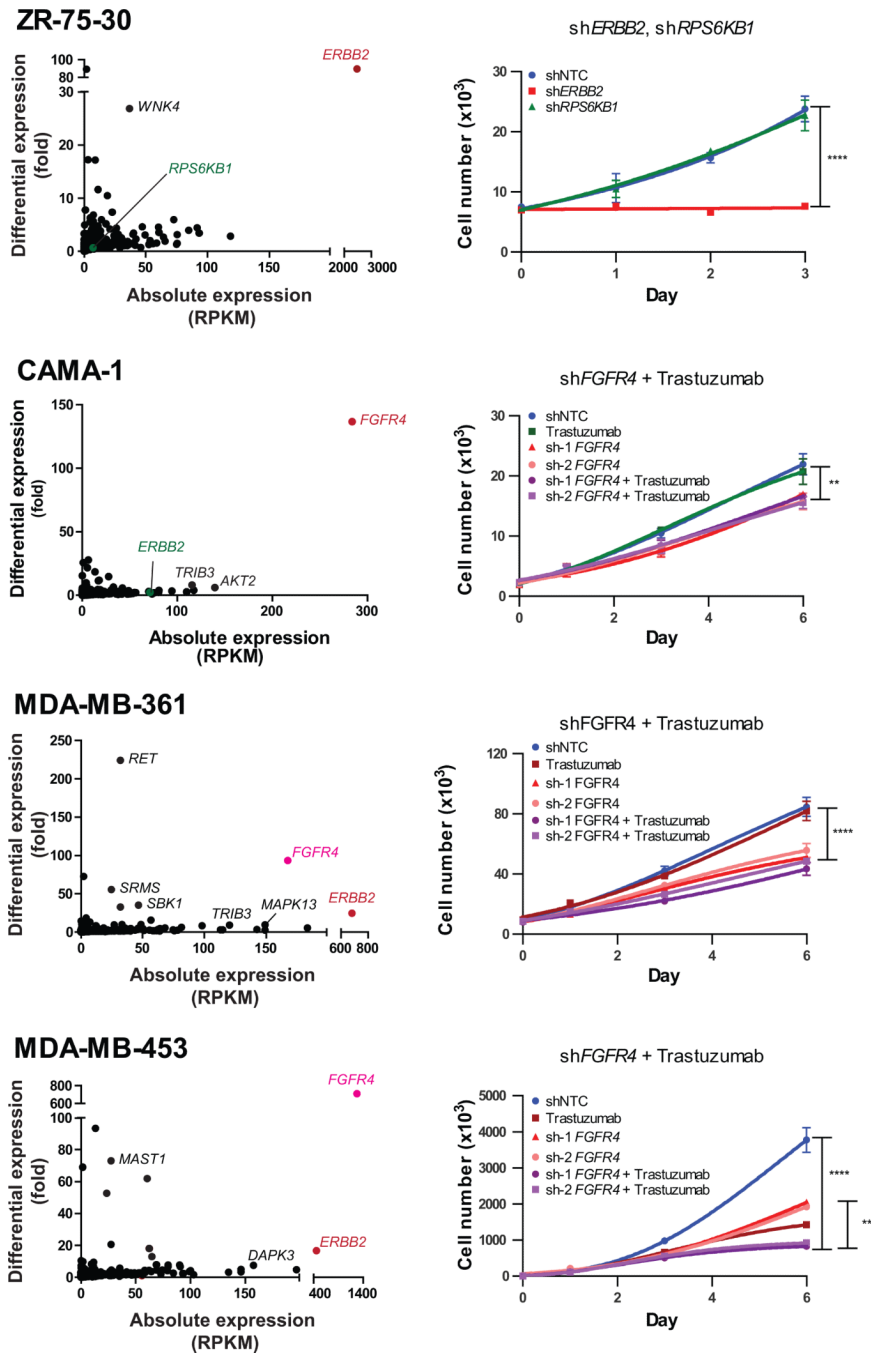 ZR-75-30
Differential expression
(fold)
100
80
30
20
10
0
ERBB2
WNK4
RPS6KB1
0 50 100 2000 3000
Absolute expression
(RPKM)
shERBB2, shRPS6KB1
Cell number (x10³)
30
20
10
0
shNTC
shERBB2
shRPS6KB1
****
0 1 2 3
Day
CAMA-1
Differential expression
(fold)
150
100
50
0
FGFR4
ERBB2
TRIB3
AKT2
0 100 200 300
Absolute expression
(RPKM)
shFGFR4 + Trastuzumab
Cell number (x10³)
30
20
10
0
shNTC
Trastuzumab
sh-1 FGFR4
sh-2 FGFR4
sh-1 FGFR4 + Trastuzumab
sh-2 FGFR4 + Trastuzumab
**
0 2 4 6
Day
MDA-MB-361
Differential expression
(fold)
250
200
150
100
50
0
RET
FGFR4
SRMS
SBK1
TRIB3
MAPK13
ERBB2
0 50 100 150 600 800
Absolute expression
(RPKM)
shFGFR4 + Trastuzumab
Cell number (x10³)
120
80
40
0
shNTC
Trastuzumab
sh-1 FGFR4
sh-2 FGFR4
sh-1 FGFR4 + Trastuzumab
sh-2 FGFR4 + Trastuzumab
****
0 2 4 6
Day
MDA-MB-453
Differential expression
(fold)
800
600
100
80
60
40
20
0
FGFR4
MAST1
ERBB2
DAPK3
0 50 100 150 400 1400
Absolute expression
(RPKM)
shFGFR4 + Trastuzumab
Cell number (x10³)
5000
4000
3000
2000
1000
0
shNTC
Trastuzumab
sh-1 FGFR4
sh-2 FGFR4
sh-1 FGFR4 + Trastuzumab
sh-2 FGFR4 + Trastuzumab
****
**
0 2 4 6
Day